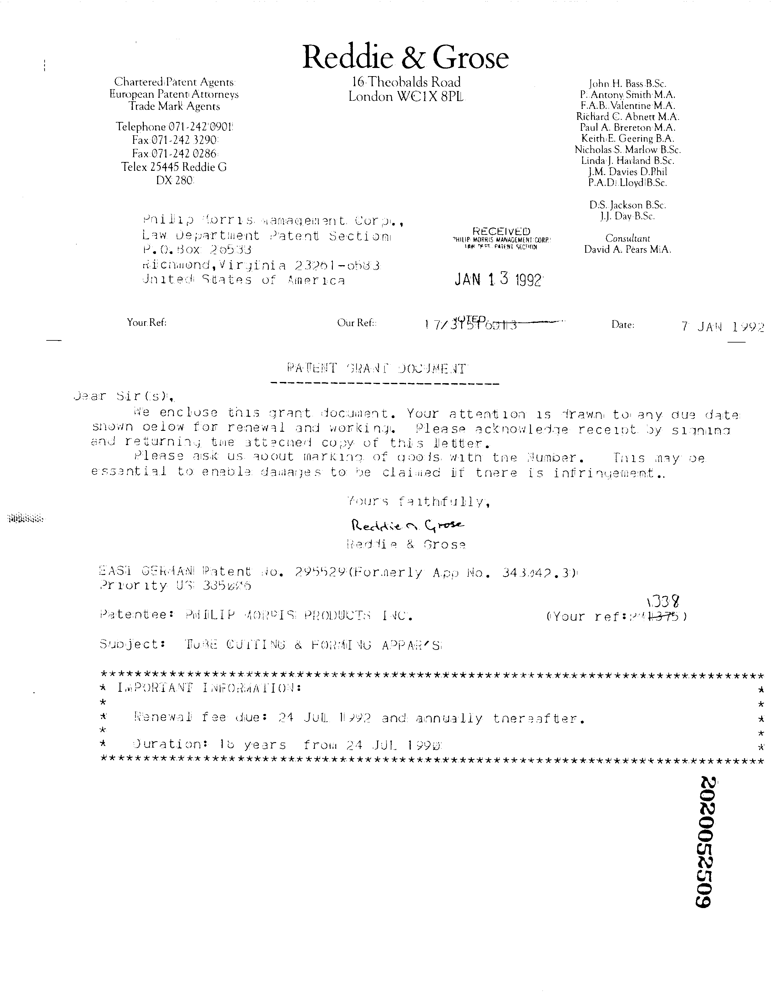 Reddie & Grose
16 Theobalds Road
London WC1X 8PL
Chartered Patent Agents
European Patent Attorneys
Trade Mark Agents
Telephone 071-242 0901
Fax 071-242 3290
Fax 071-242 0286
Telex 25445 Reddie G
DX 280
John H. Bass B.Sc.
P. Antony Smith M.A.
F.A.B. Valentine M.A.
Richard C. Abnett M.A.
Paul A. Brereton M.A.
Keith E. Geering B.A.
Nicholas S. Marlow B.Sc.
Linda J. Harland B.Sc.
J.M. Davies D.Phil
P.A.D. Lloyd B.Sc.
D.S. Jackson B.Sc.
J.J. Day B.Sc.
Consultant
David A. Pears M.A.
Philip Morris Management Corp.,
Law Department Patent Section
P.O.Box 26583
Richmond, Virginia 23261-6583
United States of America
RECEIVED
PHILIP MORRIS MANAGEMENT CORP.
LAW DEPT. PATENT SECTION
JAN 13 1992
Your Ref:
Our Ref:
Date: 7 JAN 1992
PATENT GRANT DOCUMENT
---------------------------
Dear Sir(s),
We enclose this grant document. Your attention is drawn to any due date
shown below for renewal and working. Please acknowledge receipt by signing
and returning the attached copy of this letter.
Please ask us about marking of goods with the Number. This may be
essential to enable damages to be claimed if there is infringement..
Yours faithfully,
Reddie & Grose
Reddie & Grose
EAST GERMAN Patent No. 295529(Formerly App No. 343042.3)
Priority US
1338
Patentee: PHILIP MORRIS PRODUCTS INC. (Your ref: 1375)
Subject: TUBE CUTTING & FORMING APPAR'S
************************************************************************
* IMPORTANT INFORMATION: *
* *
* Renewal fee due: 24 JUL 1992 and annually thereafter. *
* *
* Duration: 18 years from 24 JUL 1990 *
************************************************************************
2020052509